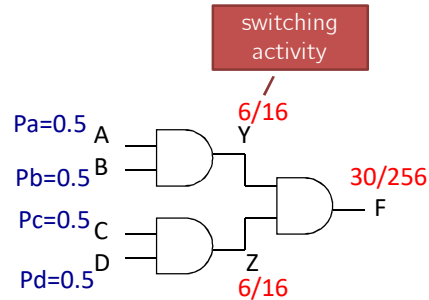 switching
activity
6/16
Pa=0.5 A
Y
Pb=0.5 B
30/256
F
Pc=0.5 C
D
Pd=0.5
Z
6/16